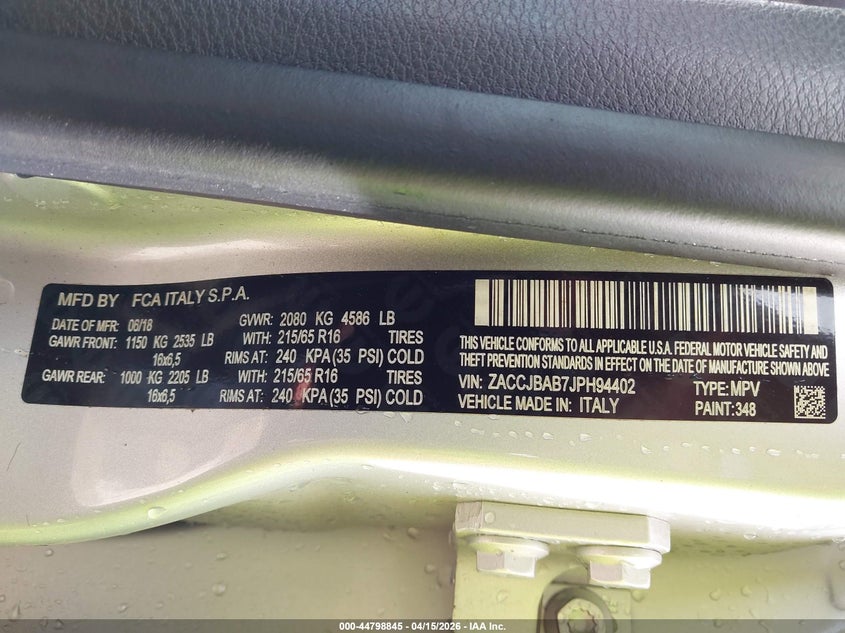 MFD BY FCA ITALY S.P.A.
DATE OF MFR: 06/18 GVWR: 2080 KG 4586 LB
GAWR FRONT: 1150 KG 2535 LB WITH: 215/65 R16 TIRES
16x6,5 RIMS AT: 240 KPA (35 PSI) COLD
GAWR REAR: 1000 KG 2205 LB WITH: 215/65 R16 TIRES
16x6,5 RIMS AT: 240 KPA (35 PSI) COLD
THIS VEHICLE CONFORMS TO ALL APPLICABLE U.S.A. FEDERAL MOTOR VEHICLE SAFETY AND
THEFT PREVENTION STANDARDS IN EFFECT ON THE DATE OF MANUFACTURE SHOWN ABOVE
VIN: ZACCJBAB7JPH94402 TYPE: MPV
VEHICLE MADE IN: ITALY PAINT: 348
000-44798845 - 04/15/2026 - IAA Inc.